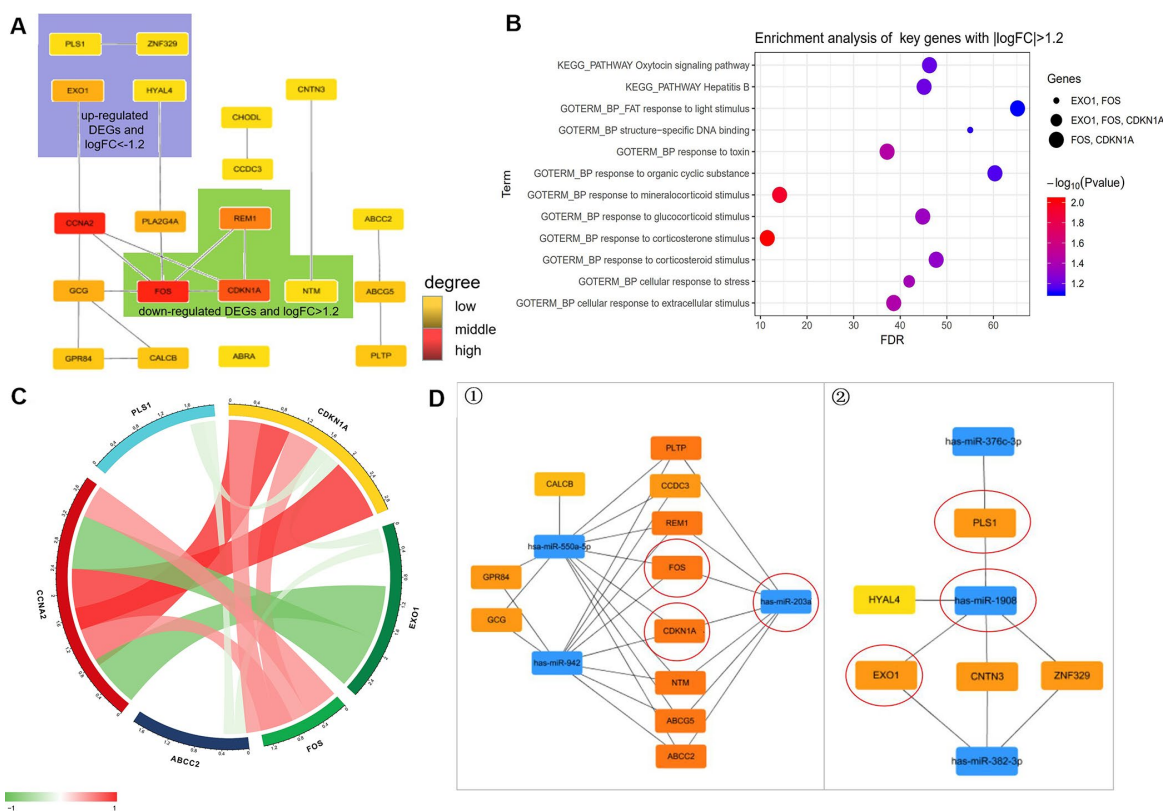 A
PLS1
ZNF329
EXO1
HYAL4
up-regulated
DEGs and
logFC<-1.2
CNTN3
CHODL
CCDC3
CCNA2
PLA2G4A
REM1
ABCC2
GCG
FOS
CDKN1A
NTM
ABCG5
down-regulated DEGs and logFC>1.2
GPR84
CALCB
ABRA
PLTP
degree
low
middle
high
B
Enrichment analysis of key genes with |logFC|>1.2
KEGG_PATHWAY Oxytocin signaling pathway
KEGG_PATHWAY Hepatitis B
GOTERM_BP_FAT response to light stimulus
GOTERM_BP structure-specific DNA binding
GOTERM_BP response to toxin
GOTERM_BP response to organic cyclic substance
GOTERM_BP response to mineralocorticoid stimulus
GOTERM_BP response to glucocorticoid stimulus
GOTERM_BP response to corticosterone stimulus
GOTERM_BP response to corticosteroid stimulus
GOTERM_BP cellular response to stress
GOTERM_BP cellular response to extracellular stimulus
Term
10 20 30 40 50 60
FDR
Genes
EXO1, FOS
EXO1, FOS, CDKN1A
FOS, CDKN1A
−log10(Pvalue)
2.0
1.8
1.6
1.4
1.2
C
PLS1
CDKN1A
EXO1
FOS
ABCC2
CCNA2
−1 1
D
①
PLTP
CALCB
CCDC3
REM1
hsa-miR-550a-5p
FOS
GPR84
has-miR-203a
GCG
CDKN1A
has-miR-942
NTM
ABCG5
ABCC2
②
has-miR-376c-3p
PLS1
HYAL4
has-miR-1908
EXO1
CNTN3
ZNF329
has-miR-382-3p